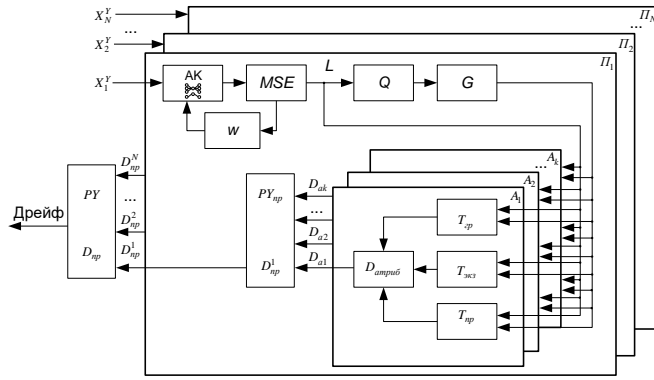 X_N^Y
П_N
...
...
X_2^Y
П_2
X_1^Y
П_1
АК
MSE
L
Q
G
w
... A_k
A_2
A_1
D_пр^N
PY_пр
D_ak
...
D_a2
D_a1
T_гр
PY
...
Дрейф
D_пр^2
D_пр
D_пр^1
D_пр^1
D_атриб
T_экз
T_пр